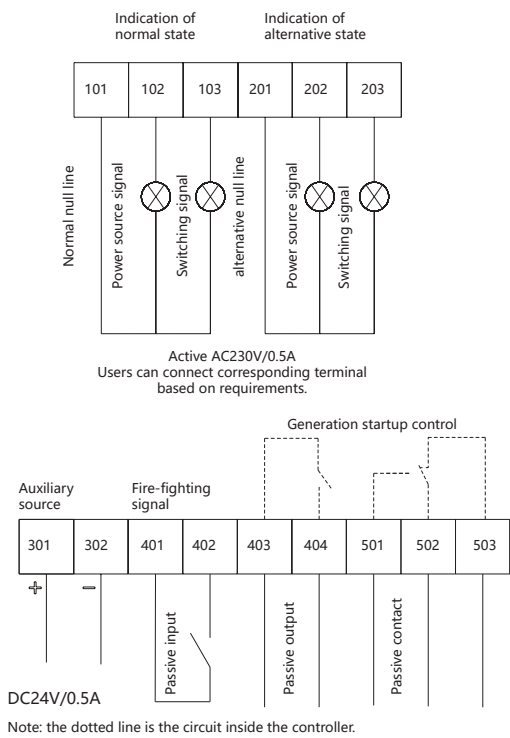 Indication of
normal state
Indication of
alternative state
101 102 103 201 202 203
Normal null line
Power source signal
Switching signal
alternative null line
Power source signal
Switching signal
Active AC230V/0.5A
Users can connect corresponding terminal
based on requirements.
Generation startup control
Auxiliary
source
Fire-fighting
signal
301 302 401 402 403 404 501 502 503
+ −
Passive input
Passive output
Passive contact
DC24V/0.5A
Note: the dotted line is the circuit inside the controller.